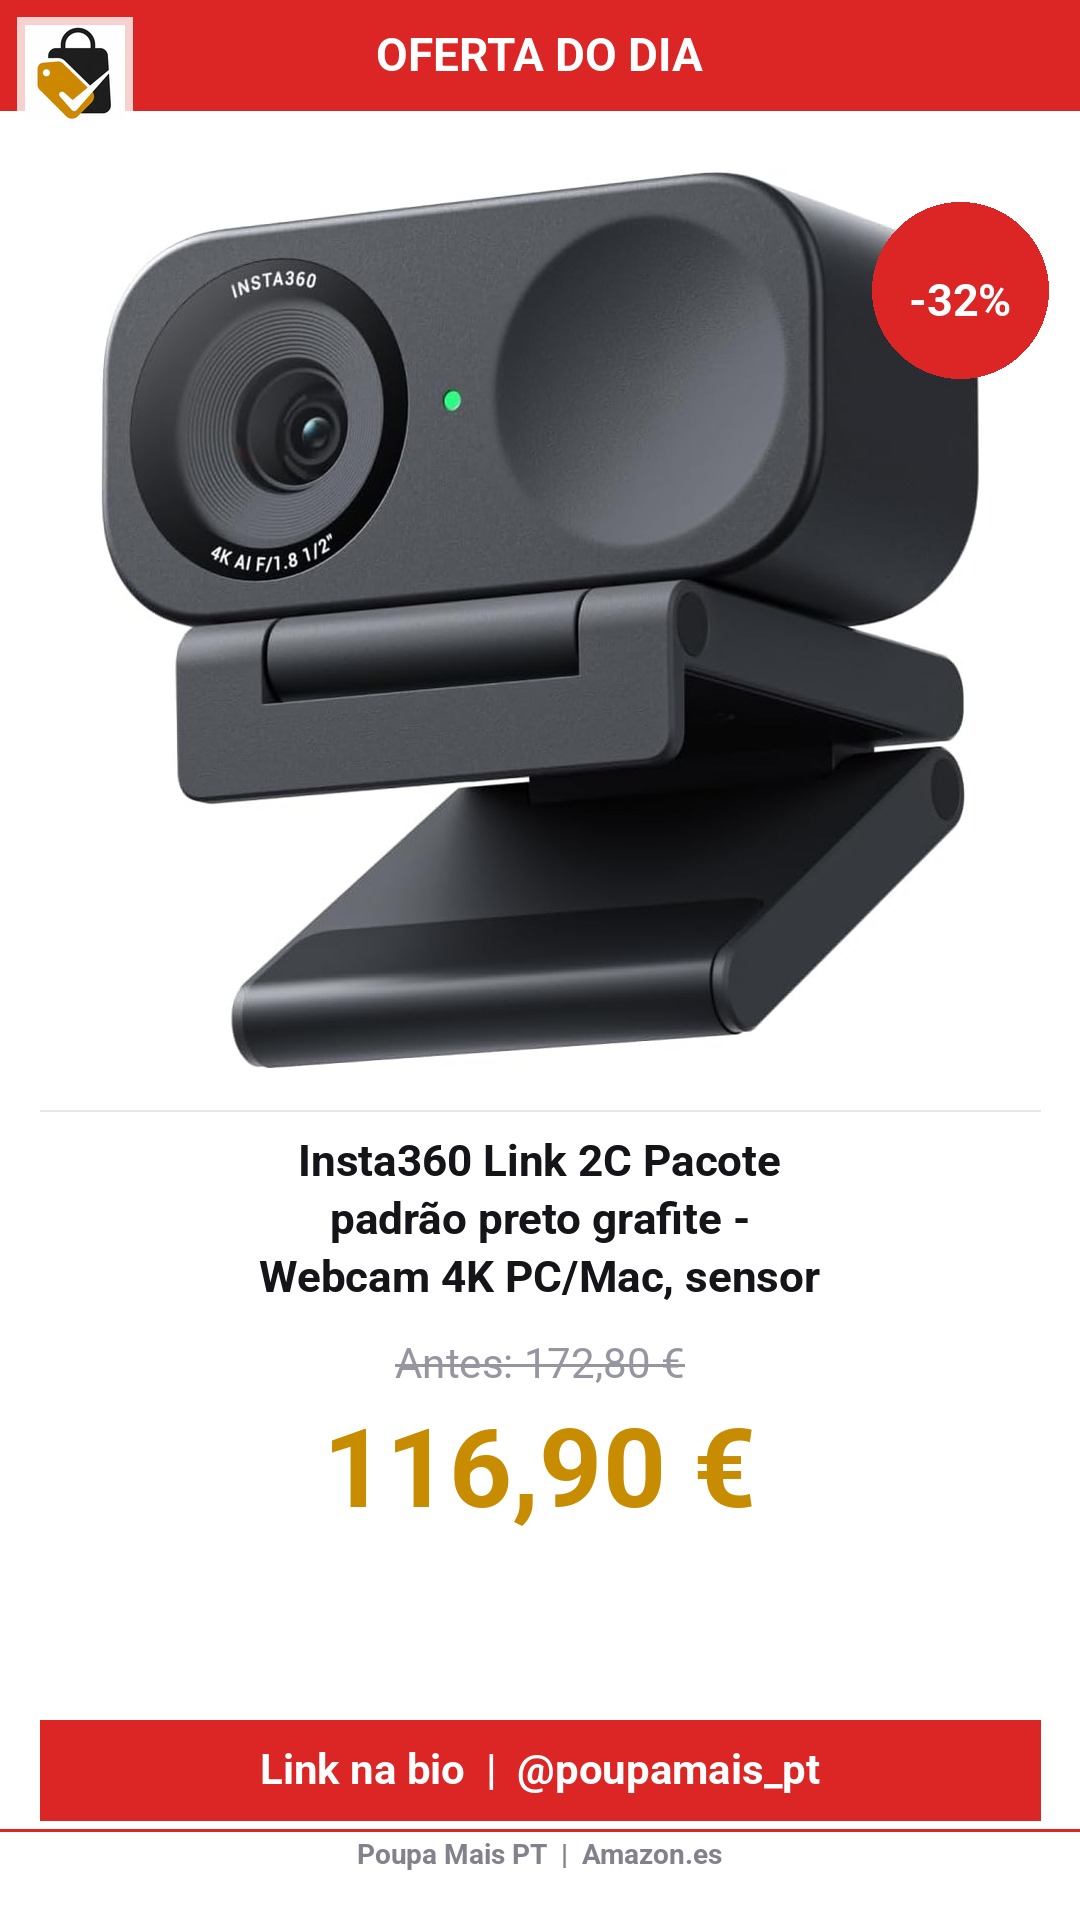 OFERTA DO DIA
INSTA360
-32%
4K AI F/1.8 1/2"
Insta360 Link 2C Pacote
padrão preto grafite -
Webcam 4K PC/Mac, sensor
Antes: 172,80 €
116,90 €
Link na bio | @poupamais_pt
Poupa Mais PT | Amazon.es